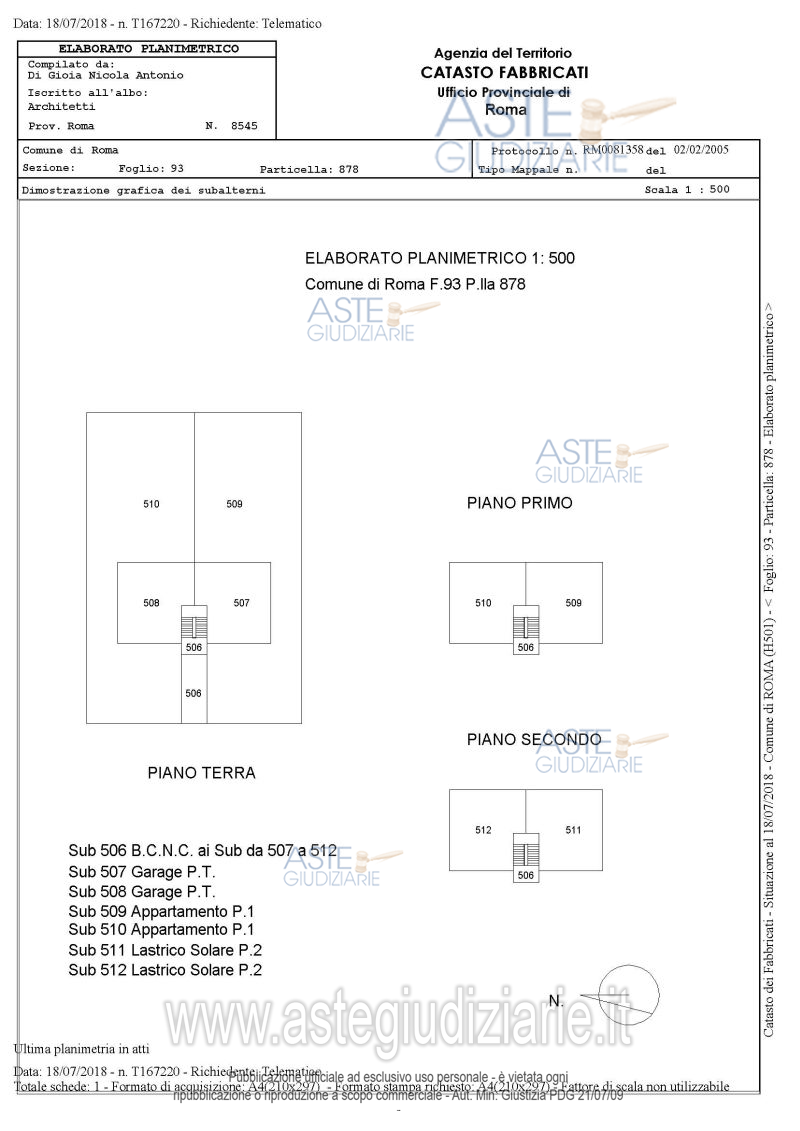 Data: 18/07/2018 - n. T167220 - Richiedente: Telematico
ELABORATO PLANIMETRICO
Compilato da:
Di Gioia Nicola Antonio
Iscritto all'albo:
Architetti
Prov. Roma N. 8545
Agenzia del Territorio
CATASTO FABBRICATI
Ufficio Provinciale di
Roma
ASTE
GIUDIZIARIE
Comune di Roma
Sezione: Foglio: 93 Particella: 878
Protocollo n. RM0081358 del 02/02/2005
Tipo Mappale n. del
Dimostrazione grafica dei subalterni Scala 1 : 500
ELABORATO PLANIMETRICO 1: 500
Comune di Roma F.93 P.lla 878
ASTE
GIUDIZIARIE
ASTE
GIUDIZIARIE
510 509
508 507
506
506
PIANO TERRA
PIANO PRIMO
510 509
506
PIANO SECONDO
ASTE
GIUDIZIARIE
512 511
506
Sub 506 B.C.N.C. ai Sub da 507 a 512
Sub 507 Garage P.T.
Sub 508 Garage P.T.
Sub 509 Appartamento P.1
Sub 510 Appartamento P.1
Sub 511 Lastrico Solare P.2
Sub 512 Lastrico Solare P.2
ASTE
GIUDIZIARIE
N.
www.astegiudiziarie.it
Catasto dei Fabbricati - Situazione al 18/07/2018 - Comune di ROMA (H501) - < Foglio: 93 - Particella: 878 - Elaborato planimetrico >
Ultima planimetria in atti
Data: 18/07/2018 - n. T167220 - Richiedente: Telematico
Totale schede: 1 - Formato di acquisizione: A4(210x297) - Formato stampa richiesto: A4(210x297) - Fattore di scala non utilizzabile
Pubblicazione ufficiale ad esclusivo uso personale - è vietata ogni
ripubblicazione o riproduzione a scopo commerciale - Aut. Min. Giustizia PDG 21/07/09